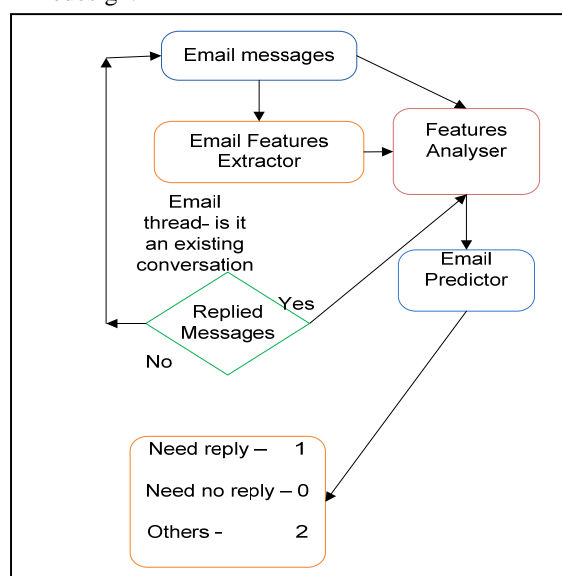 Email messages
Email Features
Extractor
Features
Analyser
Email
thread- is it
an existing
conversation
Replied
Messages
Yes
No
Email
Predictor
Need reply – 1
Need no reply – 0
Others - 2